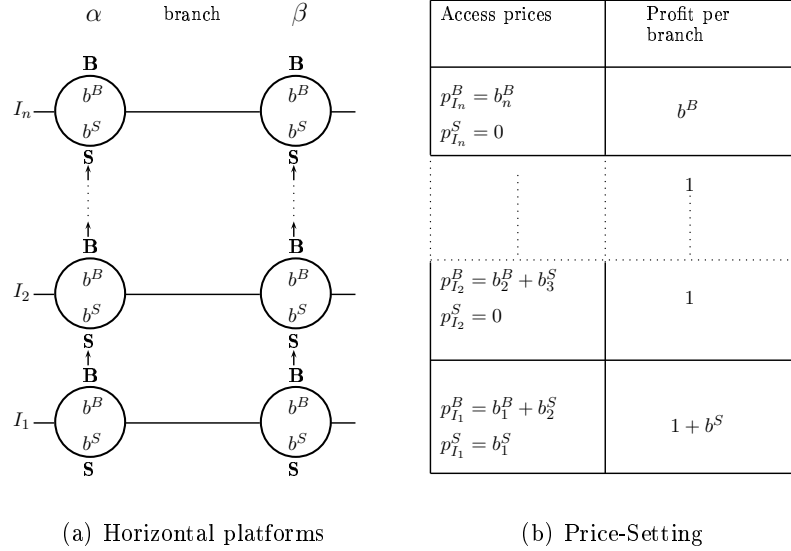 α branch β
B B
b^B b^B
I_n
b^S b^S
S S
B B
b^B b^B
I_2
b^S b^S
S S
B B
b^B b^B
I_1
b^S b^S
S S
(a) Horizontal platforms
Access prices
Profit per
branch
p^B_{I_n} = b^B_n
p^S_{I_n} = 0
b^B
1
p^B_{I_2} = b^B_2 + b^S_3
p^S_{I_2} = 0
1
p^B_{I_1} = b^B_1 + b^S_2
p^S_{I_1} = b^S_1
1 + b^S
(b) Price-Setting